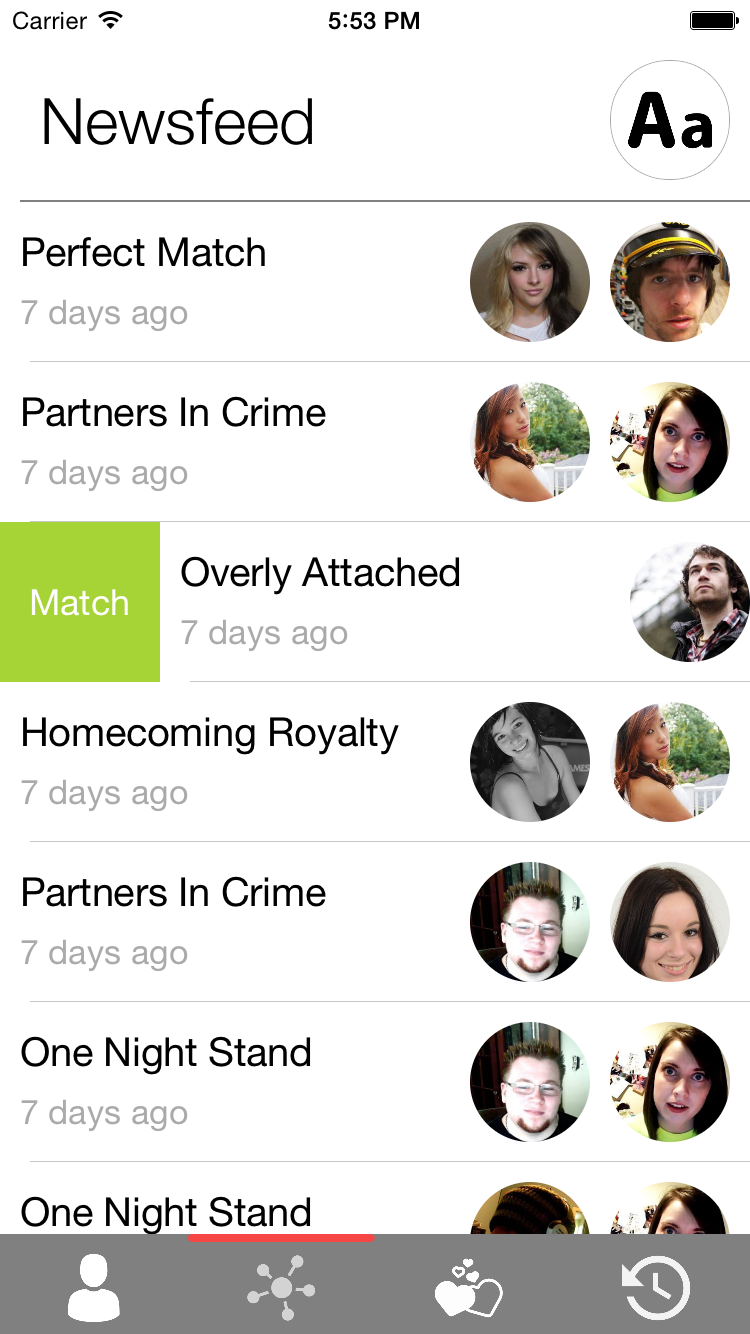 Carrier 5:53 PM
Newsfeed Aa
Perfect Match
7 days ago
Partners In Crime
7 days ago
Match
Overly Attached
7 days ago
Homecoming Royalty
7 days ago
Partners In Crime
7 days ago
One Night Stand
7 days ago
One Night Stand